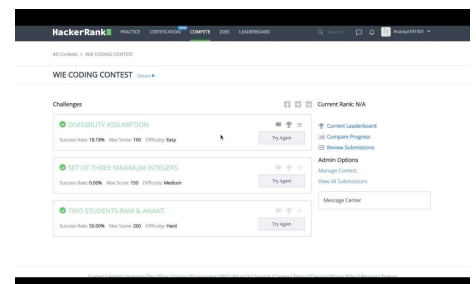 HackerRank PRACTICE CERTIFICATION COMPETE JOBS LEADERBOARD Search Ananya191501
All Contests > WIE CODING CONTEST
WIE CODING CONTEST Details
Challenges
Current Rank: N/A
DIVISIBILITY ASSUMPTION
Success Rate: 18.18% Max Score: 100 Difficulty: Easy
Try Again
SET OF THREE MAXIMUM INTEGERS
Success Rate: 0.00% Max Score: 150 Difficulty: Medium
Try Again
TWO STUDENTS-RAM & ANANT
Success Rate: 50.00% Max Score: 200 Difficulty: Hard
Try Again
Current Leaderboard
Compare Progress
Review Submissions
Admin Options
Manage Contest
View All Submissions
Message Center